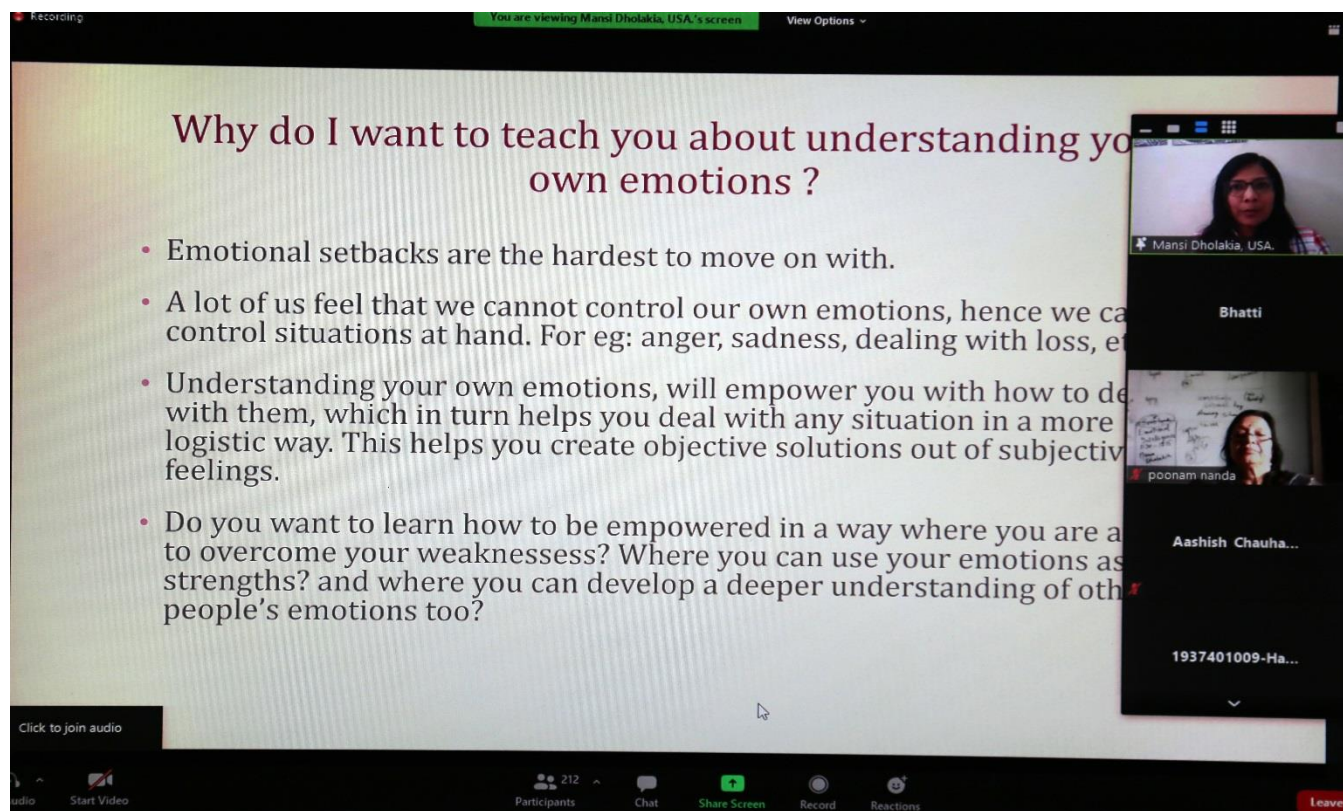 Recording
You are viewing Mansi Dholakia, USA.'s screen
View Options
Why do I want to teach you about understanding yo
own emotions ?
• Emotional setbacks are the hardest to move on with.
• A lot of us feel that we cannot control our own emotions, hence we ca
control situations at hand. For eg: anger, sadness, dealing with loss, et
• Understanding your own emotions, will empower you with how to de
with them, which in turn helps you deal with any situation in a more
logistic way. This helps you create objective solutions out of subjectiv
feelings.
• Do you want to learn how to be empowered in a way where you are a
to overcome your weaknessess? Where you can use your emotions as
strengths? and where you can develop a deeper understanding of oth
people's emotions too?
Mansi Dholakia, USA.
Bhatti
poonam nanda
Aashish Chauha...
1937401009-Ha...
Click to join audio
udio
Start Video
212
Participants
Chat
Share Screen
Record
Reactions
Leave